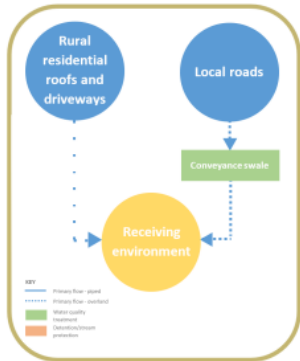 Rural
residential
roofs and
driveways
Local roads
Conveyance swale
Receiving
environment
KEY
Primary flow - piped
Primary flow - overland
Water quality
treatment
Detention/stream
protection